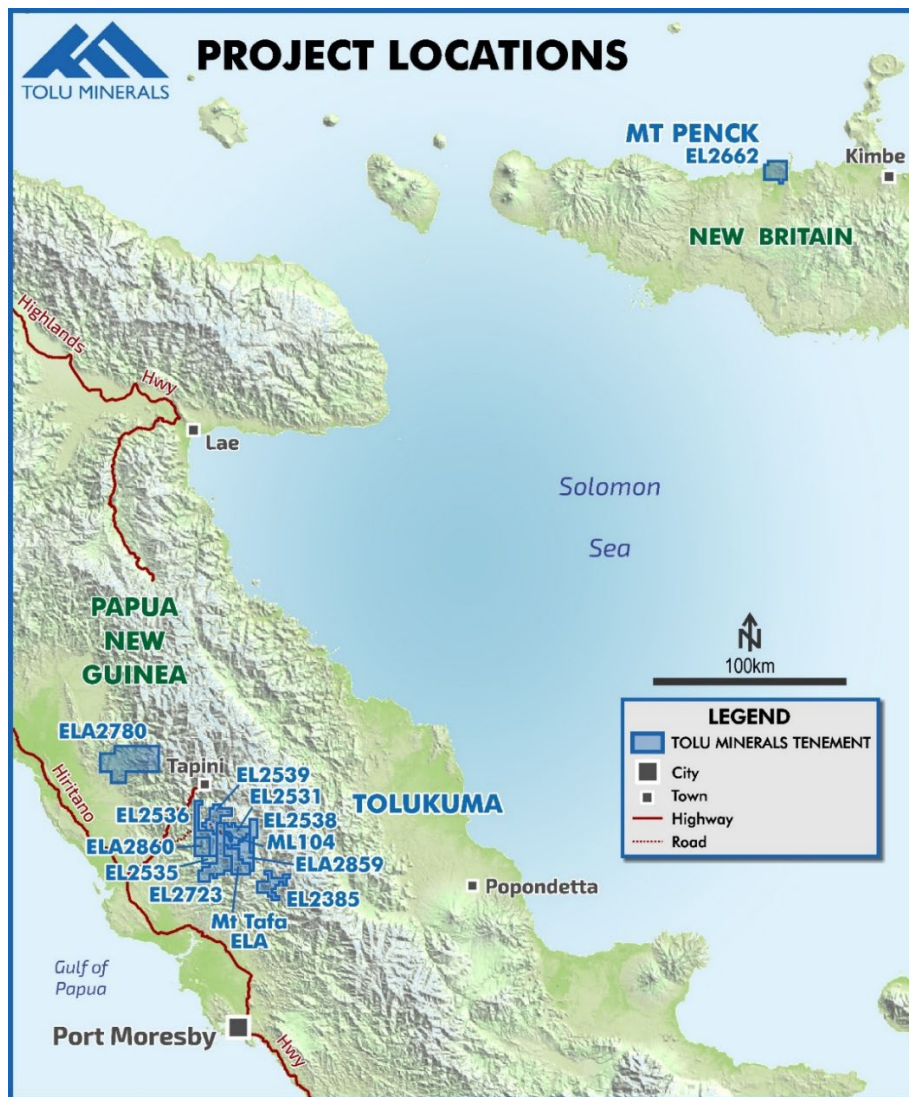 TOLU MINERALS
PROJECT LOCATIONS
MT PENCK
EL2662
Kimbe
NEW BRITAIN
Highlands
Hwy
Lae
Solomon
Sea
PAPUA
NEW
GUINEA
N
100km
LEGEND
TOLU MINERALS TENEMENT
City
Town
Highway
Road
ELA2780
Tapini
Hiritano
EL2539
EL2531
EL2536
EL2538
TOLUKUMA
ELA2860
ML104
EL2535
ELA2859
EL2723
EL2385
Mt Tafa
ELA
Popondetta
Gulf of
Papua
Port Moresby
Hwy